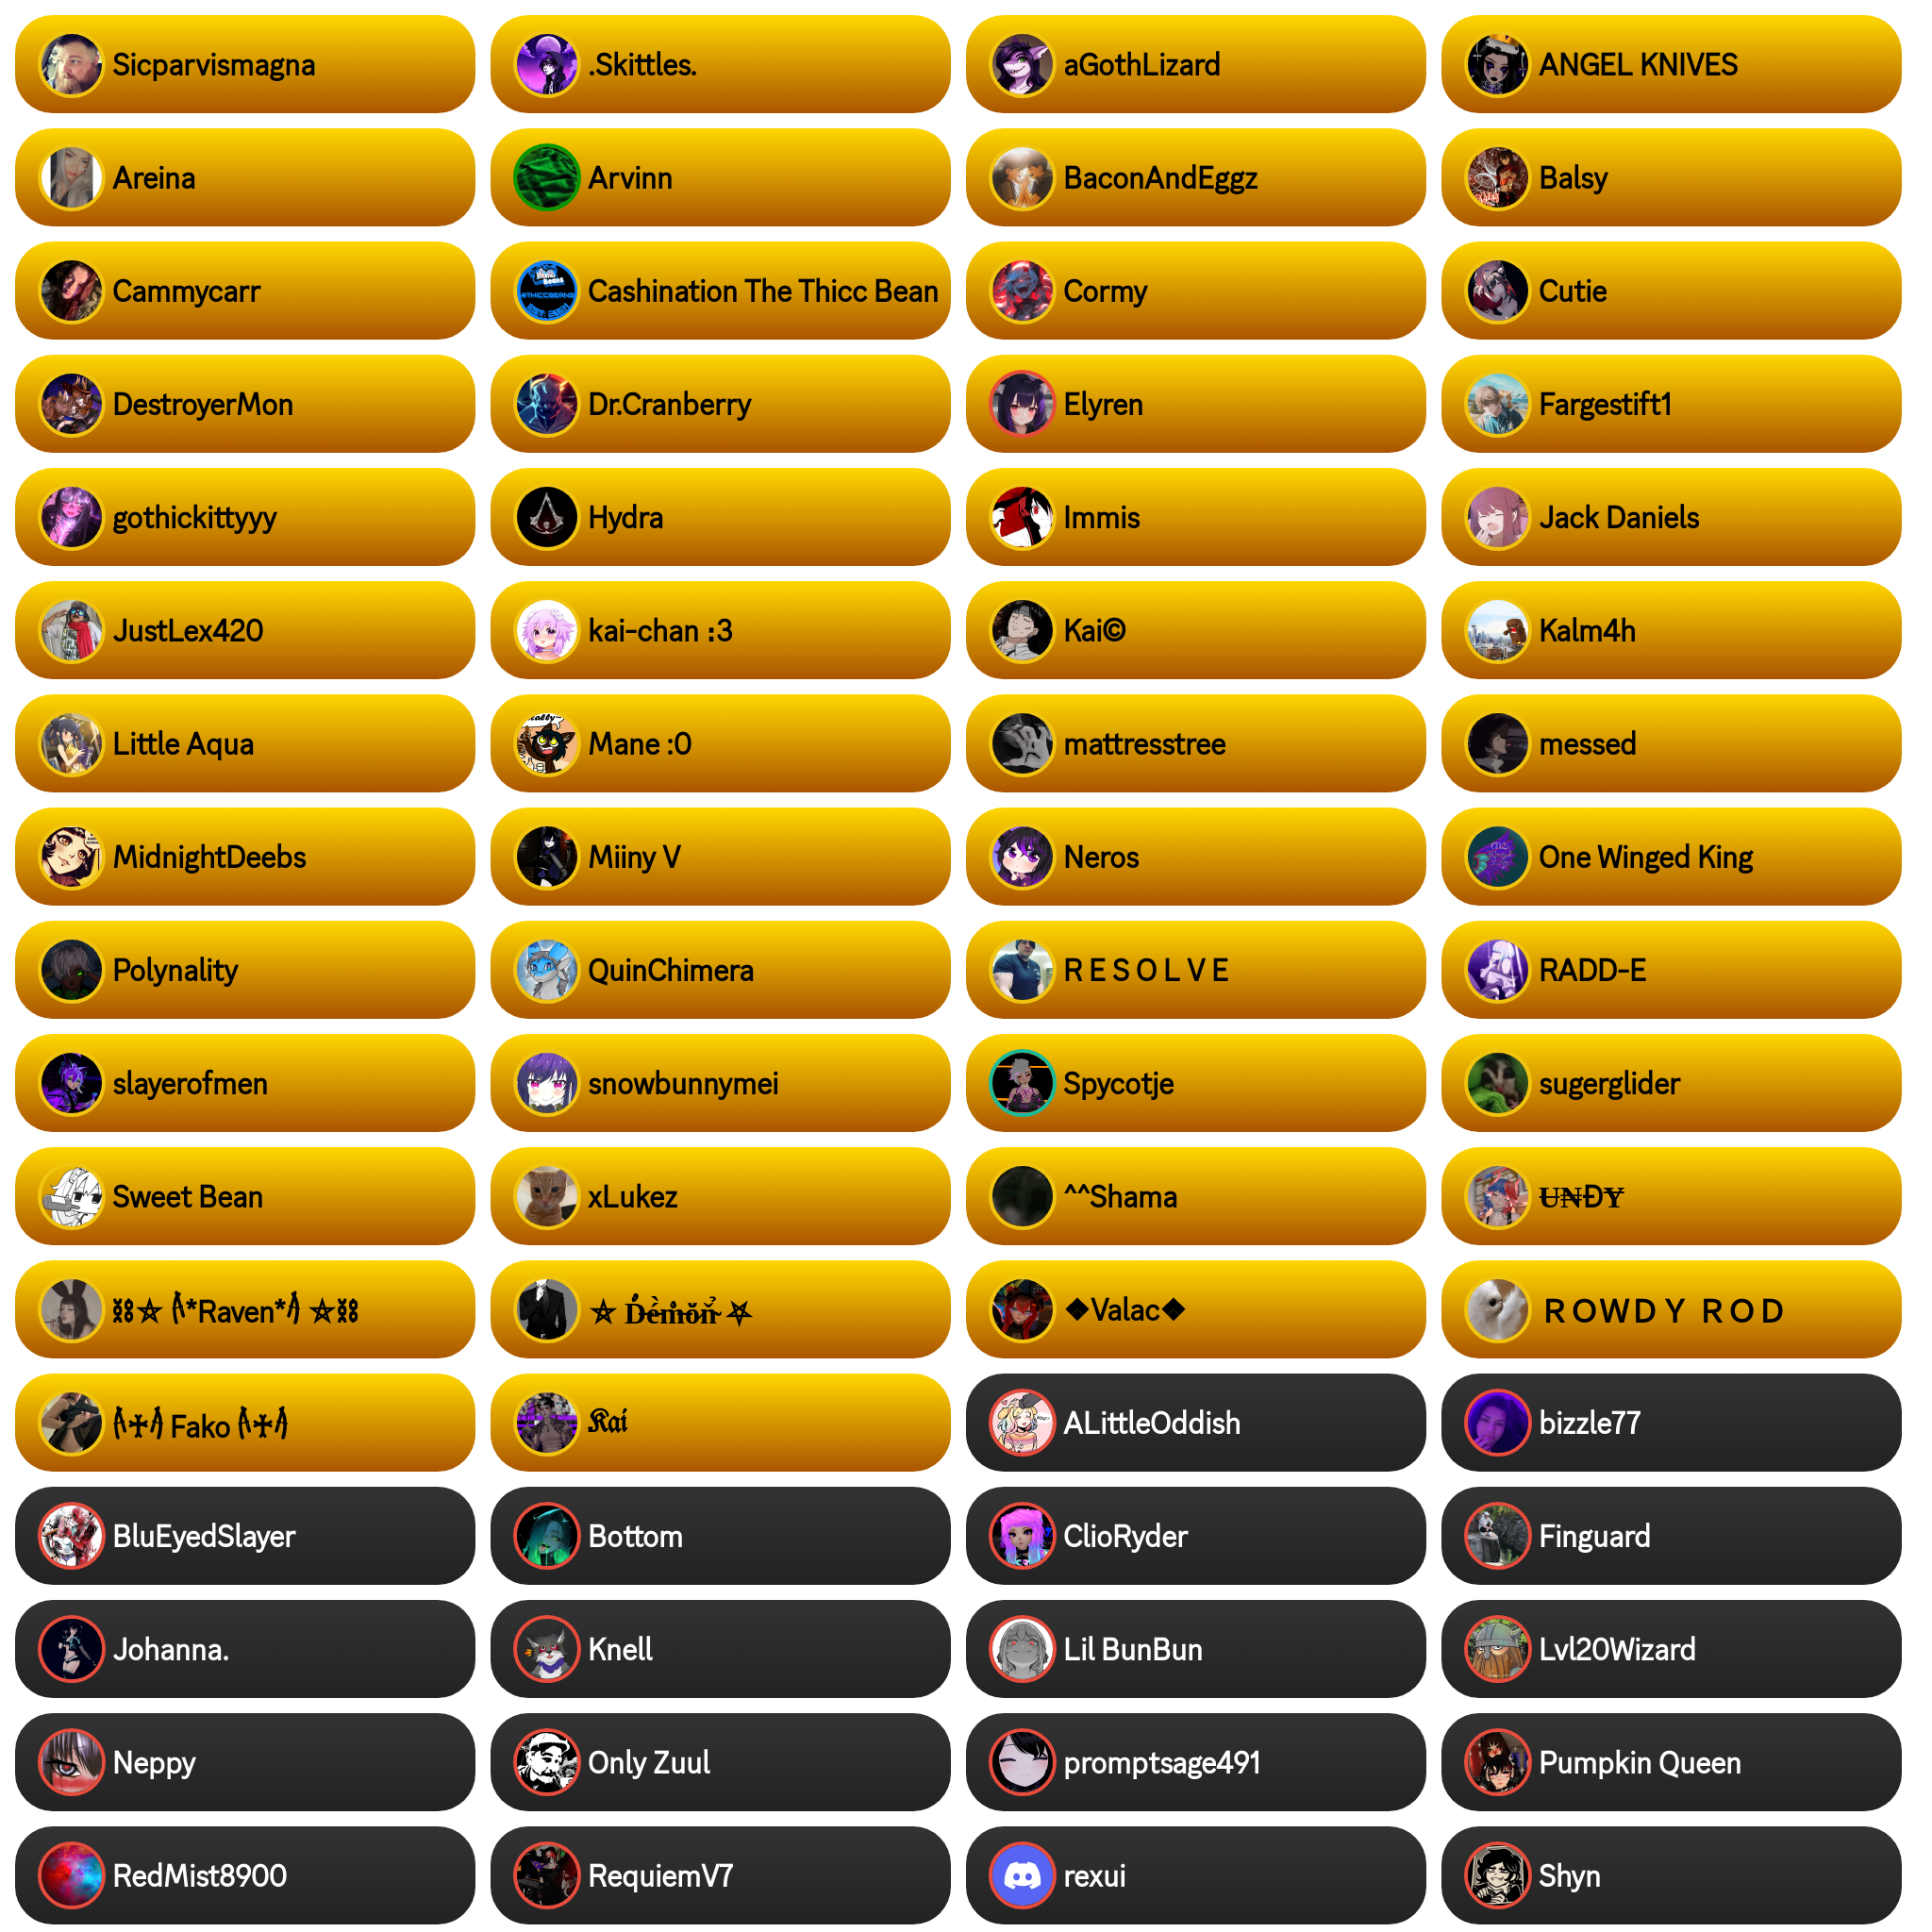 Sicparvismagna
.Skittles.
aGothLizard
ANGEL KNIVES
Areina
Arvinn
BaconAndEggz
Balsy
Cammycarr
Cashination The Thicc Bean
Cormy
Cutie
DestroyerMon
Dr.Cranberry
Elyren
Fargestift1
gothickittyyy
Hydra
Immis
Jack Daniels
JustLex420
kai-chan :3
Kai©
Kalm4h
Little Aqua
Mane :0
mattresstree
messed
MidnightDeebs
Miiny V
Neros
One Winged King
Polynality
QuinChimera
R E S O L V E
RADD-E
slayerofmen
snowbunnymei
Spycotje
sugerglider
Sweet Bean
xLukez
^^Shama
U̶N̶ĐY̶
⛓☆ 𓆩*Raven*𓆪 ☆⛓
☆ D̷e̷m̷o̷n̷ ⛧
◆Valac◆
ＲＯＷＤＹ ＲＯＤ
Fako
𝕶𝖆𝖎
ALittleOddish
bizzle77
BluEyedSlayer
Bottom
ClioRyder
Finguard
Johanna.
Knell
Lil BunBun
Lvl20Wizard
Neppy
Only Zuul
promptsage491
Pumpkin Queen
RedMist8900
RequiemV7
rexui
Shyn